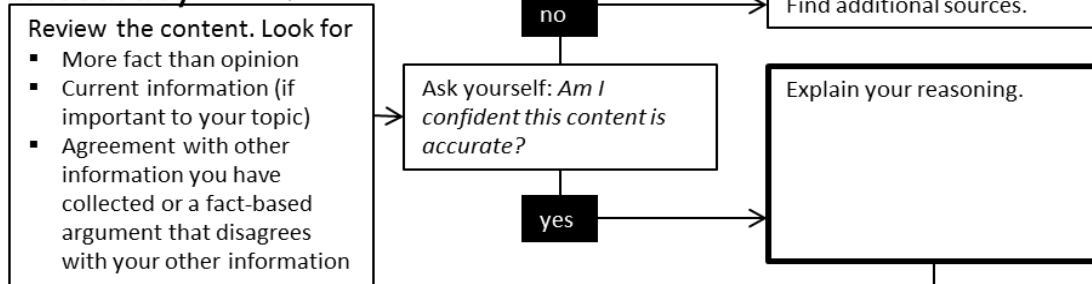 Review the content. Look for
▪ More fact than opinion
▪ Current information (if
important to your topic)
▪ Agreement with other
information you have
collected or a fact-based
argument that disagrees
with your other information
no
Find additional sources.
Ask yourself: Am I
confident this content is
accurate?
yes
Explain your reasoning.